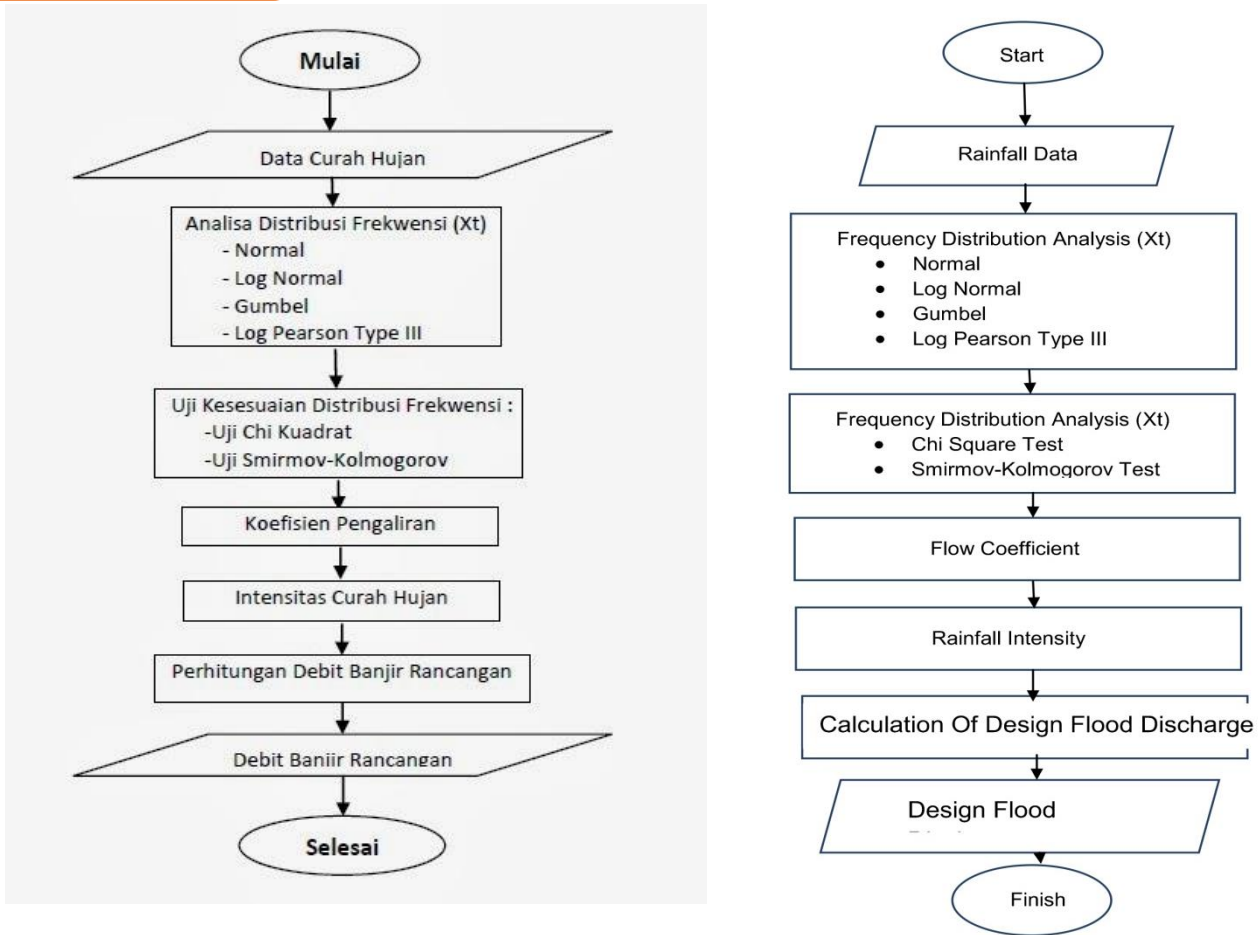 Mulai
Data Curah Hujan
Analisa Distribusi Frekwensi (Xt)
- Normal
- Log Normal
- Gumbel
- Log Pearson Type III
Uji Kesesuaian Distribusi Frekwensi :
-Uji Chi Kuadrat
-Uji Smirmov-Kolmogorov
Koefisien Pengaliran
Intensitas Curah Hujan
Perhitungan Debit Banjir Rancangan
Debit Banjir Rancangan
Selesai
Start
Rainfall Data
Frequency Distribution Analysis (Xt)
• Normal
• Log Normal
• Gumbel
• Log Pearson Type III
Frequency Distribution Analysis (Xt)
• Chi Square Test
• Smirmov-Kolmogorov Test
Flow Coefficient
Rainfall Intensity
Calculation Of Design Flood Discharge
Design Flood
Finish